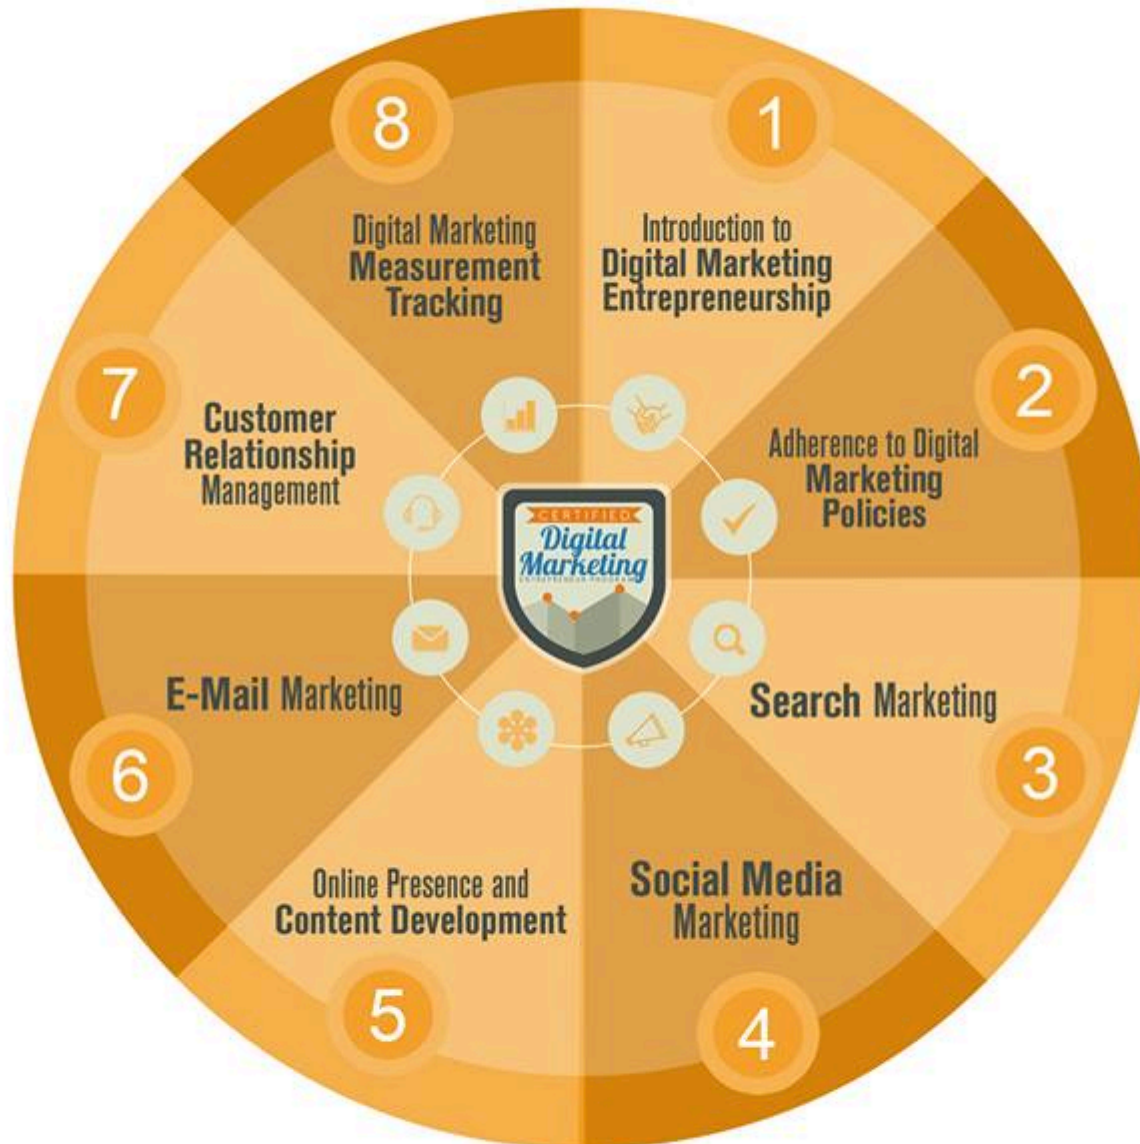 1
Introduction to
Digital Marketing
Entrepreneurship
2
Adherence to Digital
Marketing
Policies
3
Search Marketing
4
Social Media
Marketing
5
Online Presence and
Content Development
6
E-Mail Marketing
7
Customer
Relationship
Management
8
Digital Marketing
Measurement
Tracking
CERTIFIED
Digital
Marketing
ENTREPRENEUR PROGRAM